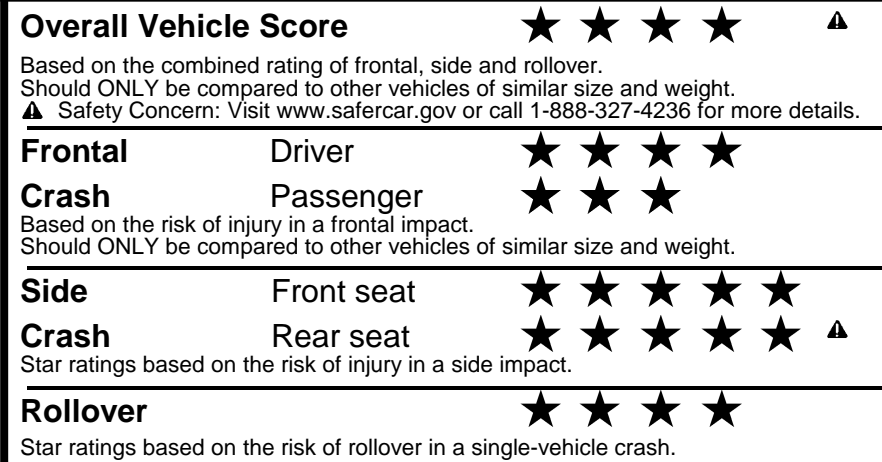 Overall Vehicle Score ★ ★ ★ ★ ⚠
Based on the combined rating of frontal, side and rollover.
Should ONLY be compared to other vehicles of similar size and weight.
⚠ Safety Concern: Visit www.safercar.gov or call 1-888-327-4236 for more details.
Frontal Driver ★ ★ ★ ★
Crash Passenger ★ ★ ★
Based on the risk of injury in a frontal impact.
Should ONLY be compared to other vehicles of similar size and weight.
Side Front seat ★ ★ ★ ★ ★
Crash Rear seat ★ ★ ★ ★ ★ ⚠
Star ratings based on the risk of injury in a side impact.
Rollover ★ ★ ★ ★
Star ratings based on the risk of rollover in a single-vehicle crash.